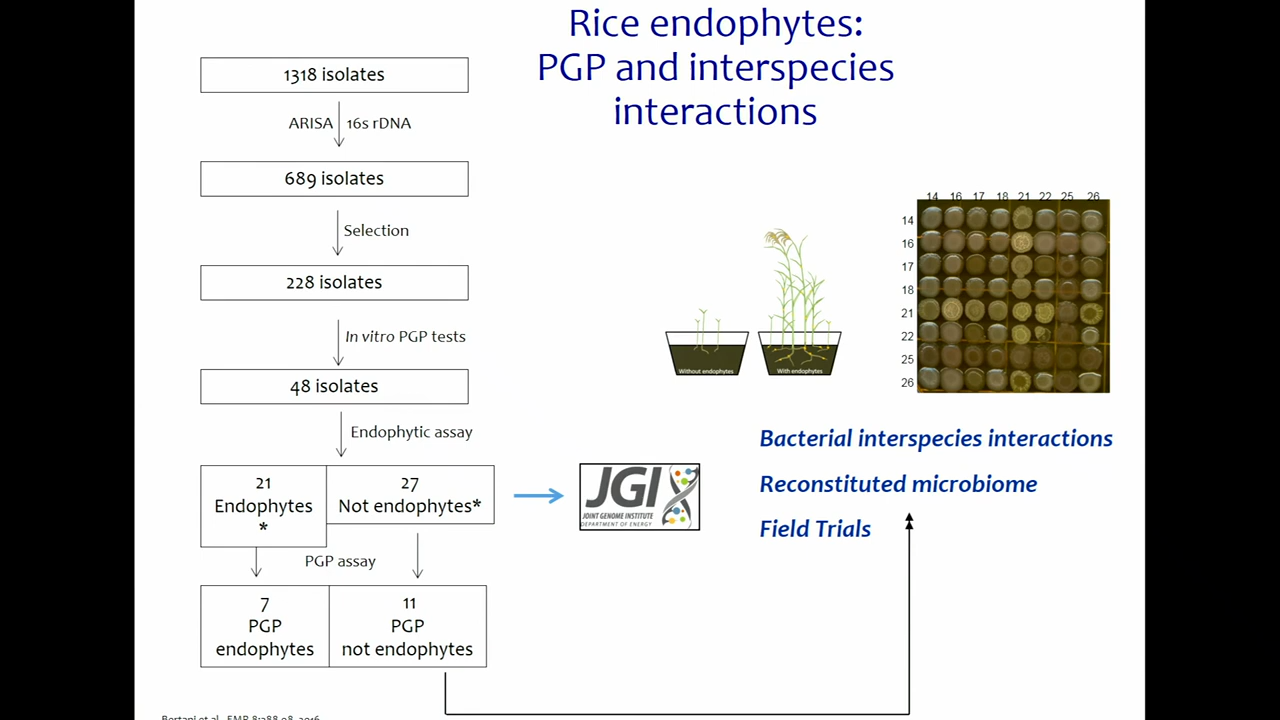 Rice endophytes:
PGP and interspecies
interactions
1318 isolates
ARISA 16s rDNA
689 isolates
Selection
228 isolates
In vitro PGP tests
48 isolates
Endophytic assay
21
Endophytes
*
27
Not endophytes*
PGP assay
7
PGP
endophytes
11
PGP
not endophytes
JGI
JOINT GENOME INSTITUTE
DEPARTMENT OF ENERGY
Without endophytes
With endophytes
14 16 17 18 21 22 25 26
14
16
17
18
21
22
25
26
Bacterial interspecies interactions
Reconstituted microbiome
Field Trials
Bertani et al